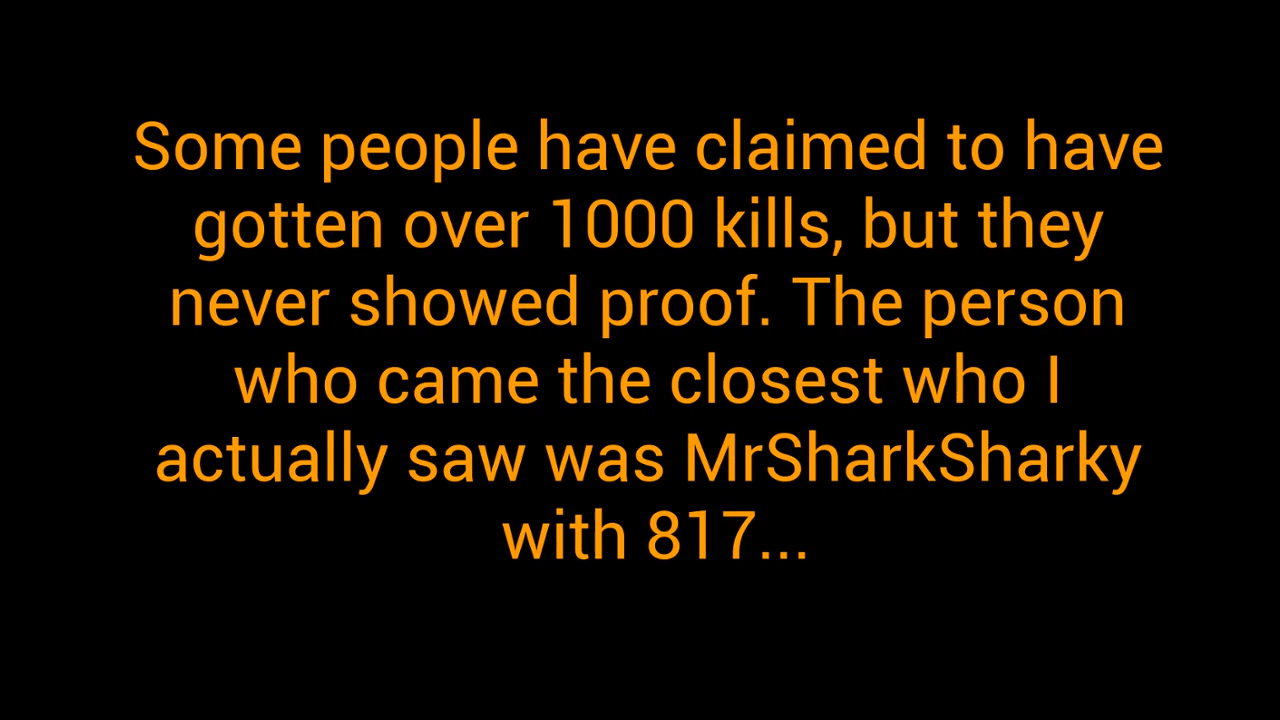 Some people have claimed to have
gotten over 1000 kills, but they
never showed proof. The person
who came the closest who I
actually saw was MrSharkSharky
with 817...